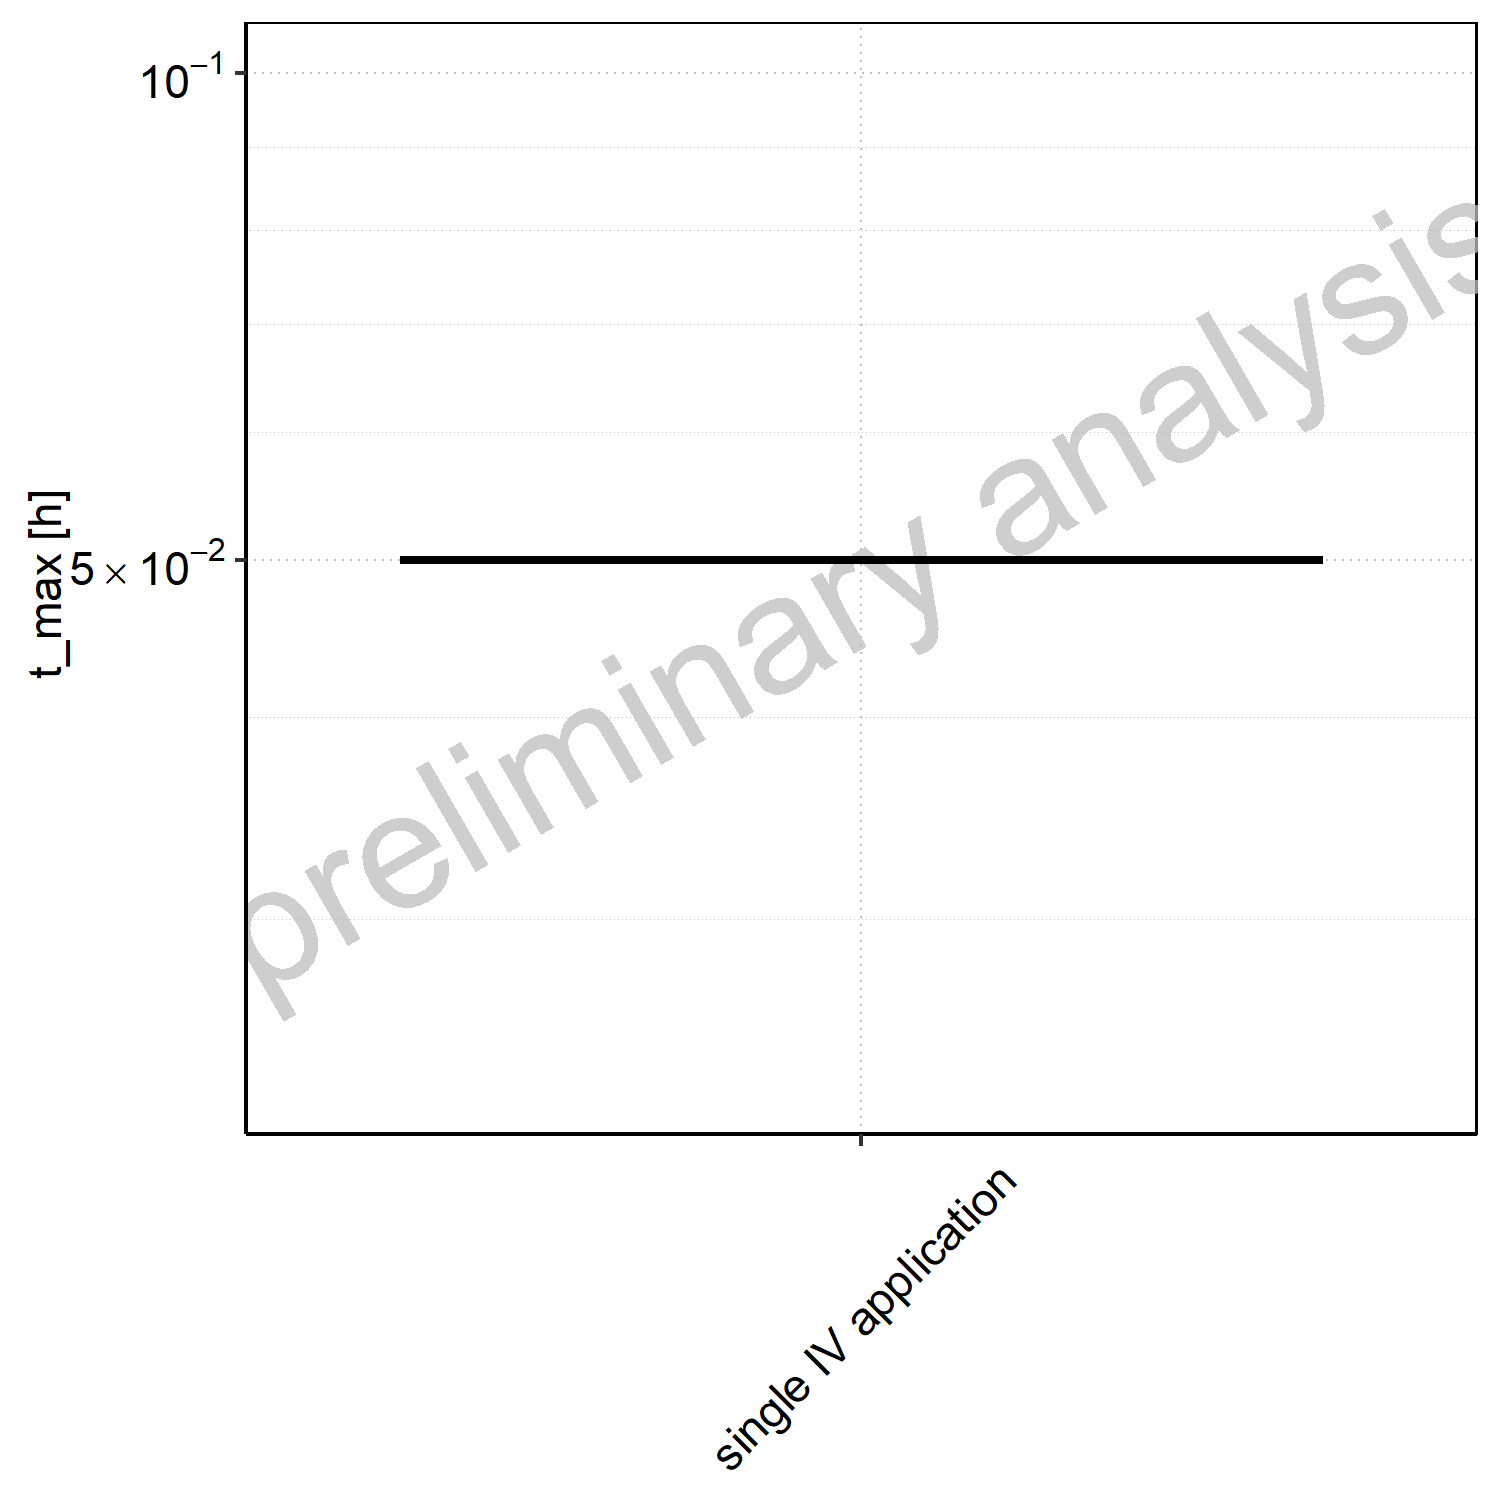 10⁻¹
t_max [h]
5 × 10⁻²
preliminary analysis
single IV application